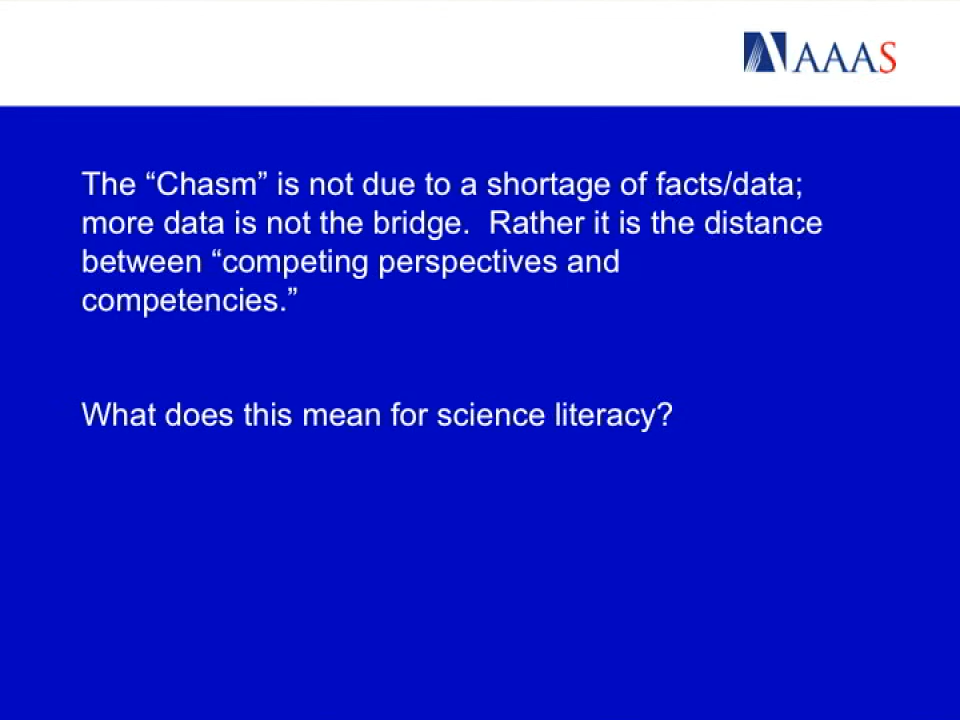 AAAS
The “Chasm” is not due to a shortage of facts/data;
more data is not the bridge.  Rather it is the distance
between “competing perspectives and
competencies.”
What does this mean for science literacy?